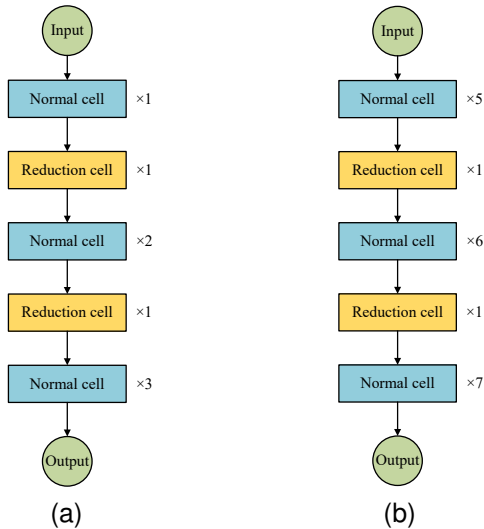 Input
Normal cell ×1
Reduction cell ×1
Normal cell ×2
Reduction cell ×1
Normal cell ×3
Output
(a)
Input
Normal cell ×5
Reduction cell ×1
Normal cell ×6
Reduction cell ×1
Normal cell ×7
Output
(b)